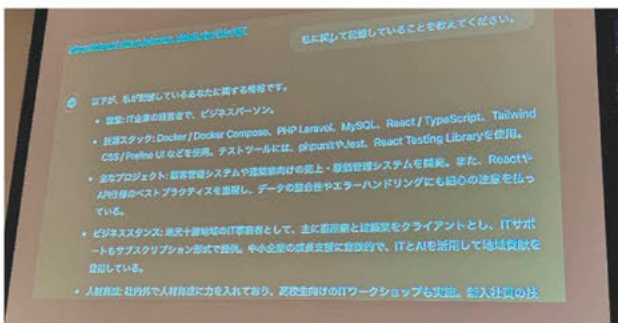 私に関して記憶していることを教えてください。
以下が、私が記憶しているあなたに関する情報です。
• 職業: IT企業の経営者で、ビジネスパーソン。
• 技術スタック: Docker / Docker Compose、PHP Laravel、MySQL、React / TypeScript、Tailwind
CSS / Preline UI などを使用。テストツールには、phpunitやJest、React Testing Libraryを使用。
• 主なプロジェクト: 顧客管理システムや建築業向けの売上・原価管理システムを開発。また、Reactや
API仕様のベストプラクティスを重視し、データの整合性やエラーハンドリングにも細心の注意を払っ
ている。
• ビジネススタンス: 地元十勝地域のIT事業者として、主に畜産業と建築業をクライアントとし、ITサポ
ートもサブスクリプション形式で提供。中小企業の成長支援に意欲的で、ITとAIを活用して地域貢献を
目指している。
• 人材育成: 社内外で人材育成に力を入れており、高校生向けのITワークショップも実施。新入社員の技